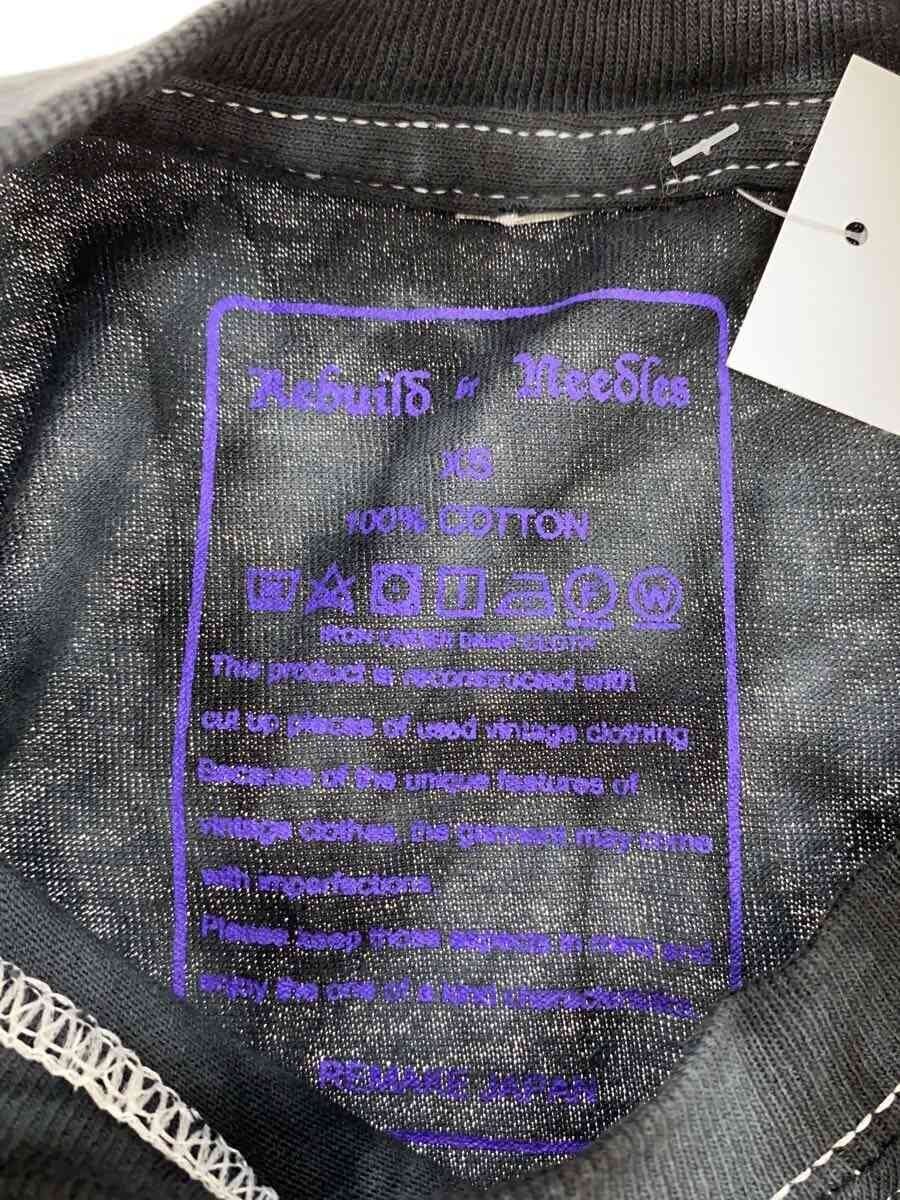 Rebuild by Needles
XS
100% COTTON
F W
IRON UNDER DAMP CLOTH
This product is reconstructed with
cut up pieces of used vintage clothing
Because of the unique features of
vintage clothes, the garment may come
with imperfections
Please keep those aspects in mind and
enjoy the one of a kind characteristics
REMAKE JAPAN